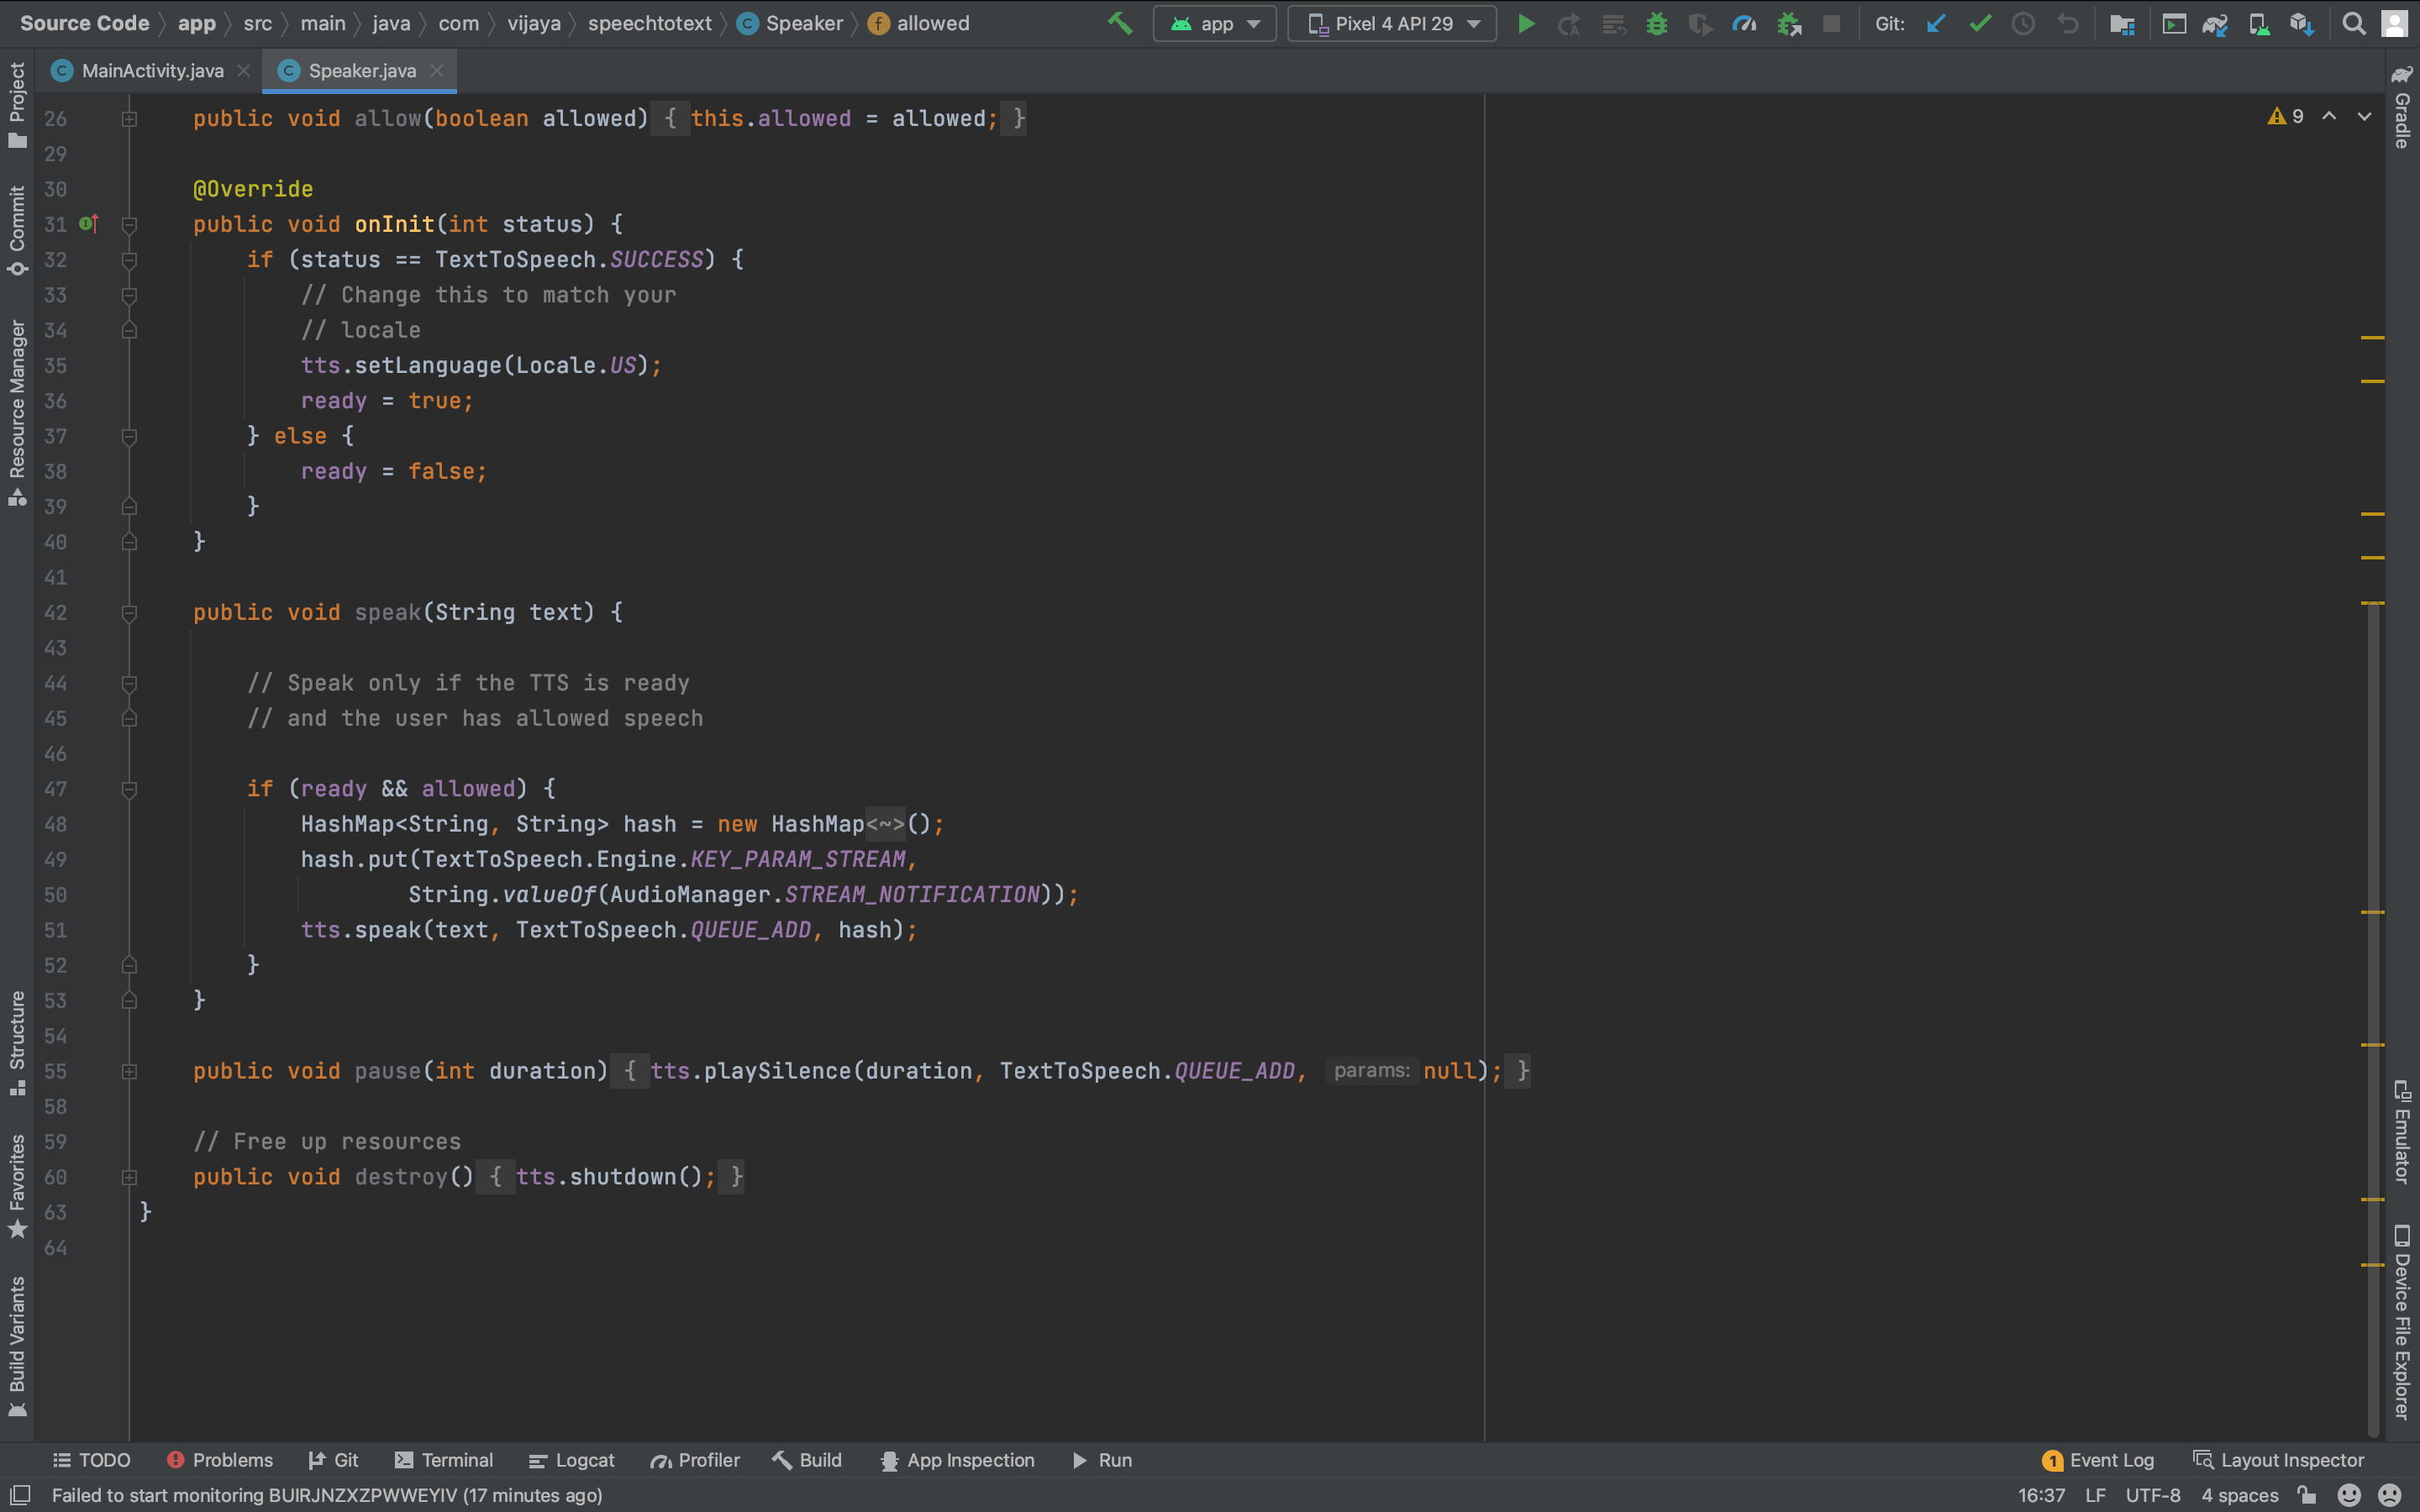 Source Code app src main java com vijaya speechtotext Speaker allowed app Pixel 4 API 29 Git:
MainActivity.java Speaker.java
26 public void allow(boolean allowed) { this.allowed = allowed; }
9
29
30 @Override
31 public void onInit(int status) {
32 if (status == TextToSpeech.SUCCESS) {
33 // Change this to match your
34 // locale
35 tts.setLanguage(Locale.US);
36 ready = true;
37 } else {
38 ready = false;
39 }
40 }
41
42 public void speak(String text) {
43
44 // Speak only if the TTS is ready
45 // and the user has allowed speech
46
47 if (ready && allowed) {
48 HashMap<String, String> hash = new HashMap<~>();
49 hash.put(TextToSpeech.Engine.KEY_PARAM_STREAM,
50 String.valueOf(AudioManager.STREAM_NOTIFICATION));
51 tts.speak(text, TextToSpeech.QUEUE_ADD, hash);
52 }
53 }
54
55 public void pause(int duration) { tts.playSilence(duration, TextToSpeech.QUEUE_ADD, params: null); }
58
59 // Free up resources
60 public void destroy() { tts.shutdown(); }
63 }
64
Project
Commit
Resource Manager
Structure
Favorites
Build Variants
Gradle
Emulator
Device File Explorer
TODO Problems Git Terminal Logcat Profiler Build App Inspection Run 1 Event Log Layout Inspector
Failed to start monitoring BUIRJNZXZPWWEYIV (17 minutes ago) 16:37 LF UTF-8 4 spaces